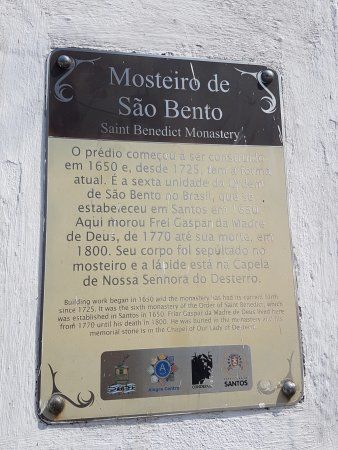 Mosteiro de
São Bento
Saint Benedict Monastery
O prédio começou a ser construído
em 1650 e, desde 1725, tem a forma
atual. É a sexta unidade da Ordem
de São Bento no Brasil, que se
estabeleceu em Santos em 1650.
Aqui morou Frei Gaspar da Madre
de Deus, de 1770 até sua morte, em
1800. Seu corpo foi sepultado no
mosteiro e a lápide está na Capela
de Nossa Senhora do Desterro.
Building work began in 1650 and the monastery has had its current form
since 1725. It was the sixth monastery of the Order of Saint Benedict, which
was established in Santos in 1650. Friar Gaspar da Madre de Deus lived here
from 1770 until his death in 1800. He was buried in the monastery and his
memorial stone is in the Chapel of Our Lady of Desterro.
Alegra Centro
CONDEPASA
SANTOS